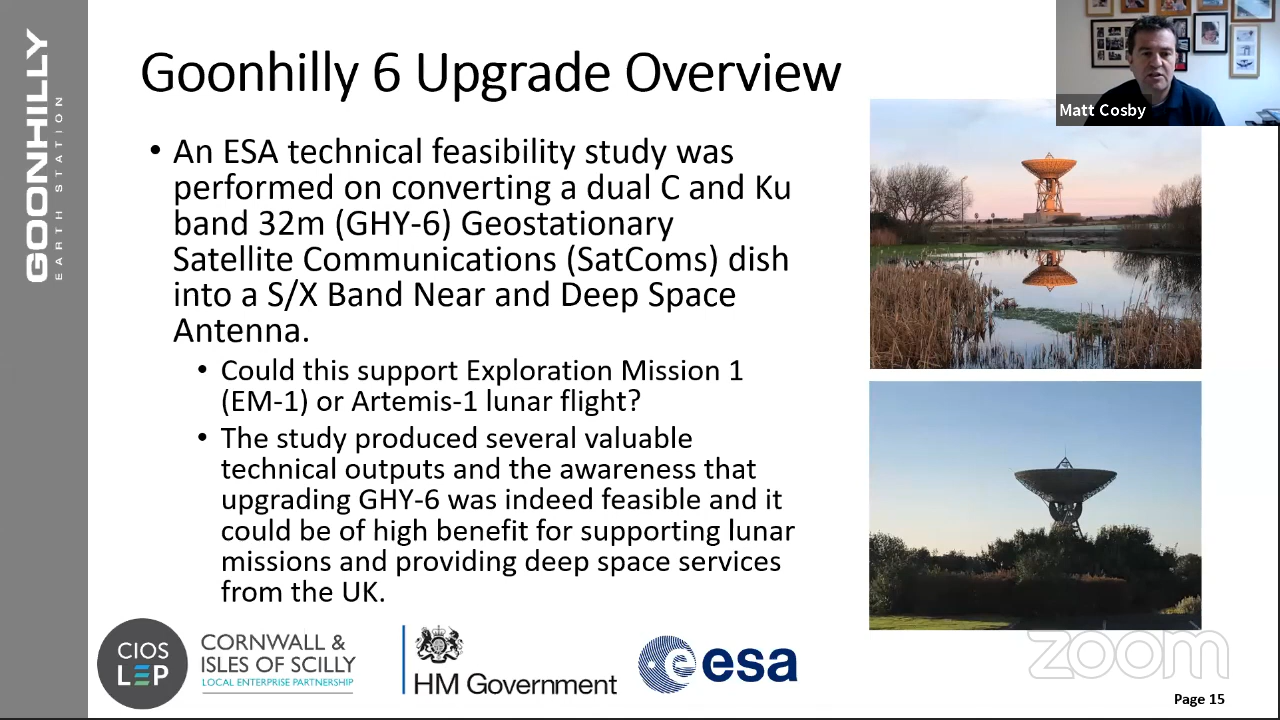 GOONHILLY
EARTH STATION
Goonhilly 6 Upgrade Overview
Matt Cosby
• An ESA technical feasibility study was
performed on converting a dual C and Ku
band 32m (GHY-6) Geostationary
Satellite Communications (SatComs) dish
into a S/X Band Near and Deep Space
Antenna.
• Could this support Exploration Mission 1
(EM-1) or Artemis-1 lunar flight?
• The study produced several valuable
technical outputs and the awareness that
upgrading GHY-6 was indeed feasible and it
could be of high benefit for supporting lunar
missions and providing deep space services
from the UK.
CIOS
LEP
CORNWALL &
ISLES OF SCILLY
LOCAL ENTERPRISE PARTNERSHIP
HM Government
esa
zoom
Page 15